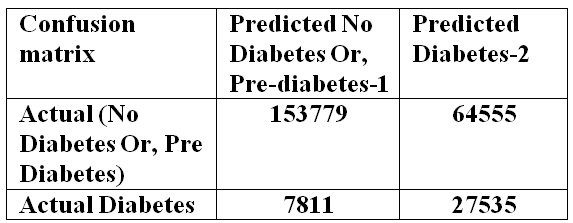 Confusion matrix
Predicted No Diabetes Or, Pre-diabetes-1
Predicted Diabetes-2
Actual (No Diabetes Or, Pre Diabetes)
153779
64555
Actual Diabetes
7811
27535